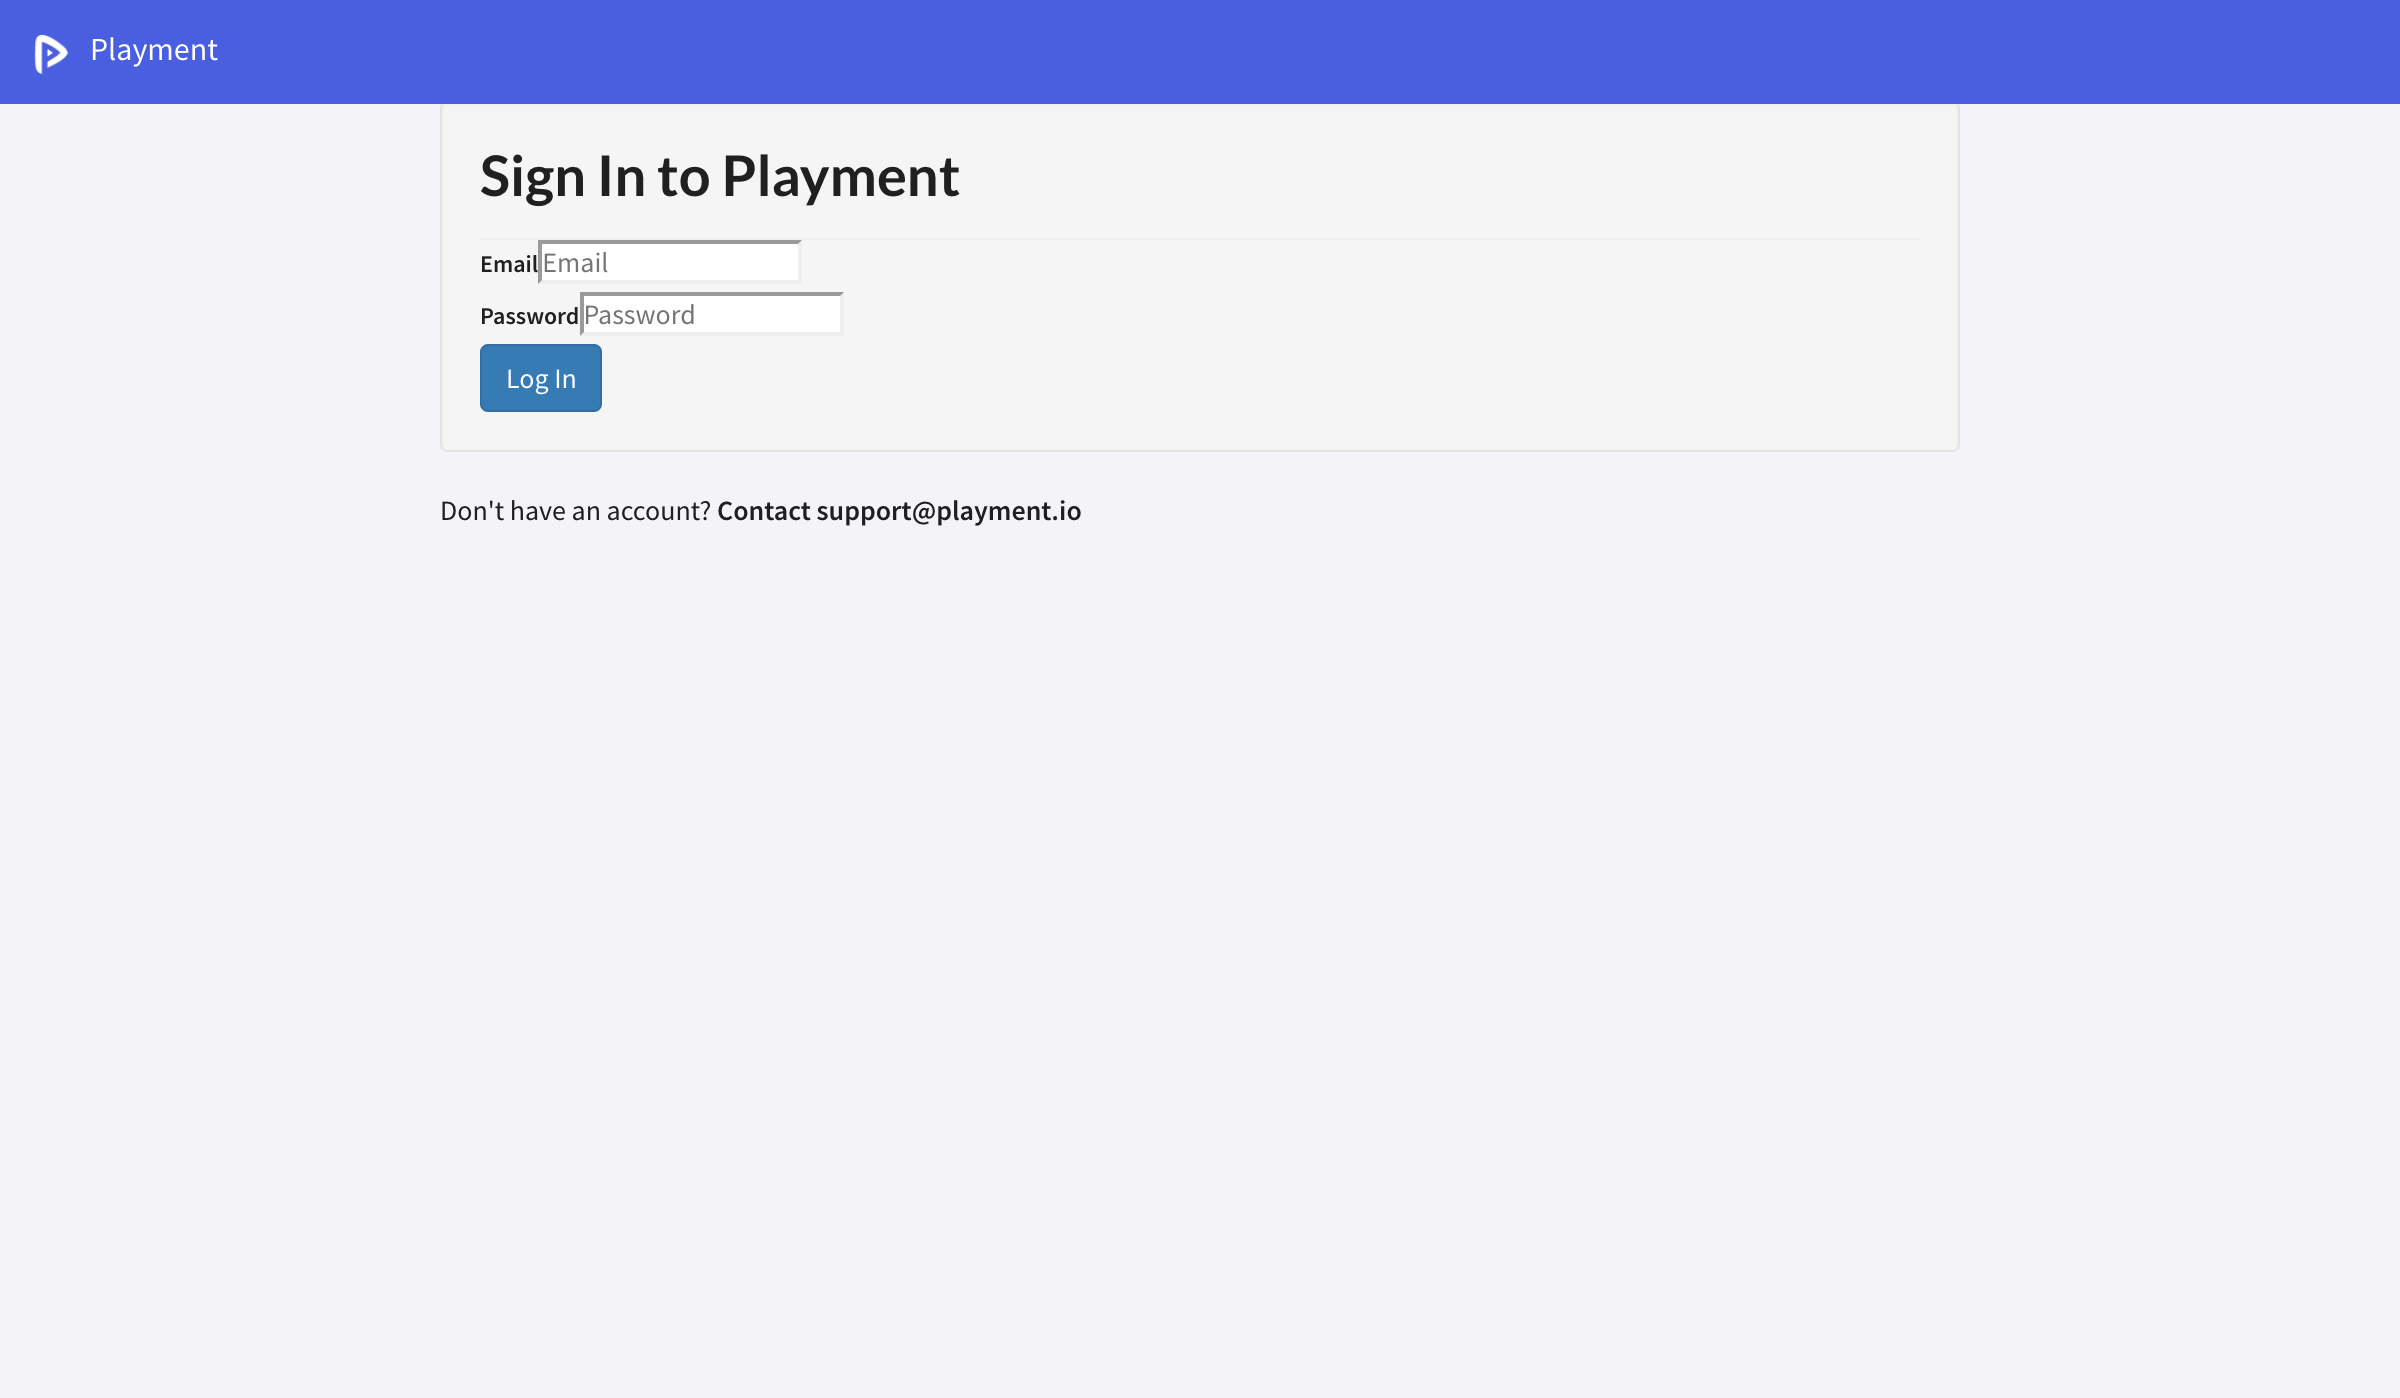 Playment
Sign In to Playment
Email Email
Password Password
Log In
Don't have an account? Contact support@playment.io